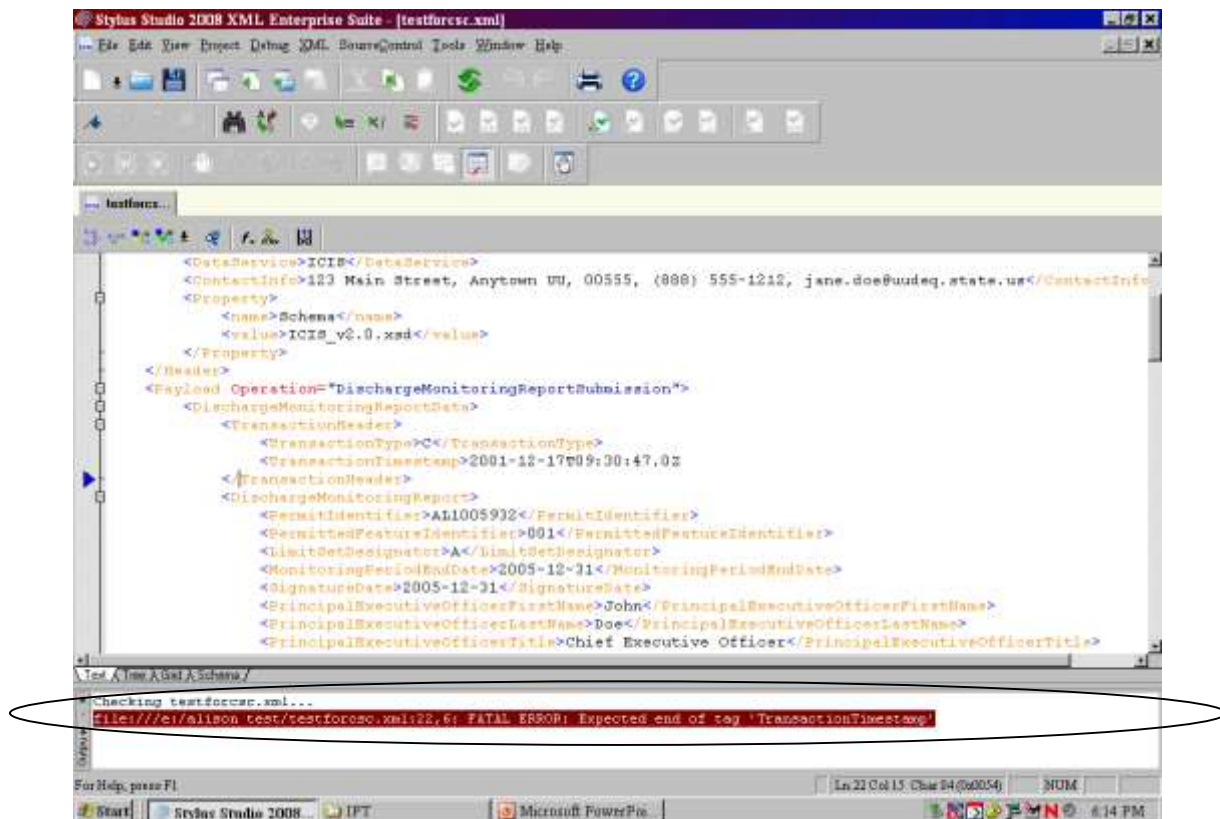 Stylus Studio 2008 XML Enterprise Suite - [testforcsc.xml]
File Edit View Project Debug XML SourceControl Tools Window Help
testforcs...
<DataService>ICIS</DataService>
<ContactInfo>123 Main Street, Anytown UU, 00555, (888) 555-1212, jane.doe@uudeq.state.us</ContactInfo
<Property>
<name>Schema</name>
<value>ICIS_v2.0.xsd</value>
</Property>
</Header>
<Payload Operation="DischargeMonitoringReportSubmission">
<DischargeMonitoringReportData>
<TransactionHeader>
<TransactionType>C</TransactionType>
<TransactionTimestamp>2001-12-17T09:30:47.0Z
</TransactionHeader>
<DischargeMonitoringReport>
<PermitIdentifier>AL1005932</PermitIdentifier>
<PermittedFeatureIdentifier>001</PermittedFeatureIdentifier>
<LimitSetDesignator>A</LimitSetDesignator>
<MonitoringPeriodEndDate>2005-12-31</MonitoringPeriodEndDate>
<SignatureDate>2005-12-31</SignatureDate>
<PrincipalExecutiveOfficerFirstName>John</PrincipalExecutiveOfficerFirstName>
<PrincipalExecutiveOfficerLastName>Doe</PrincipalExecutiveOfficerLastName>
<PrincipalExecutiveOfficerTitle>Chief Executive Officer</PrincipalExecutiveOfficerTitle>
Text Tree Grid Schema
Checking testforcsc.xml...
file:///e:/alison test/testforcsc.xml:22,6: FATAL ERROR: Expected end of tag 'TransactionTimestamp'
For Help, press F1 Ln 22 Col 15 Char 84 (0x0054) NUM
Start Stylus Studio 2008 ... IPT Microsoft PowerPoi... 6:14 PM